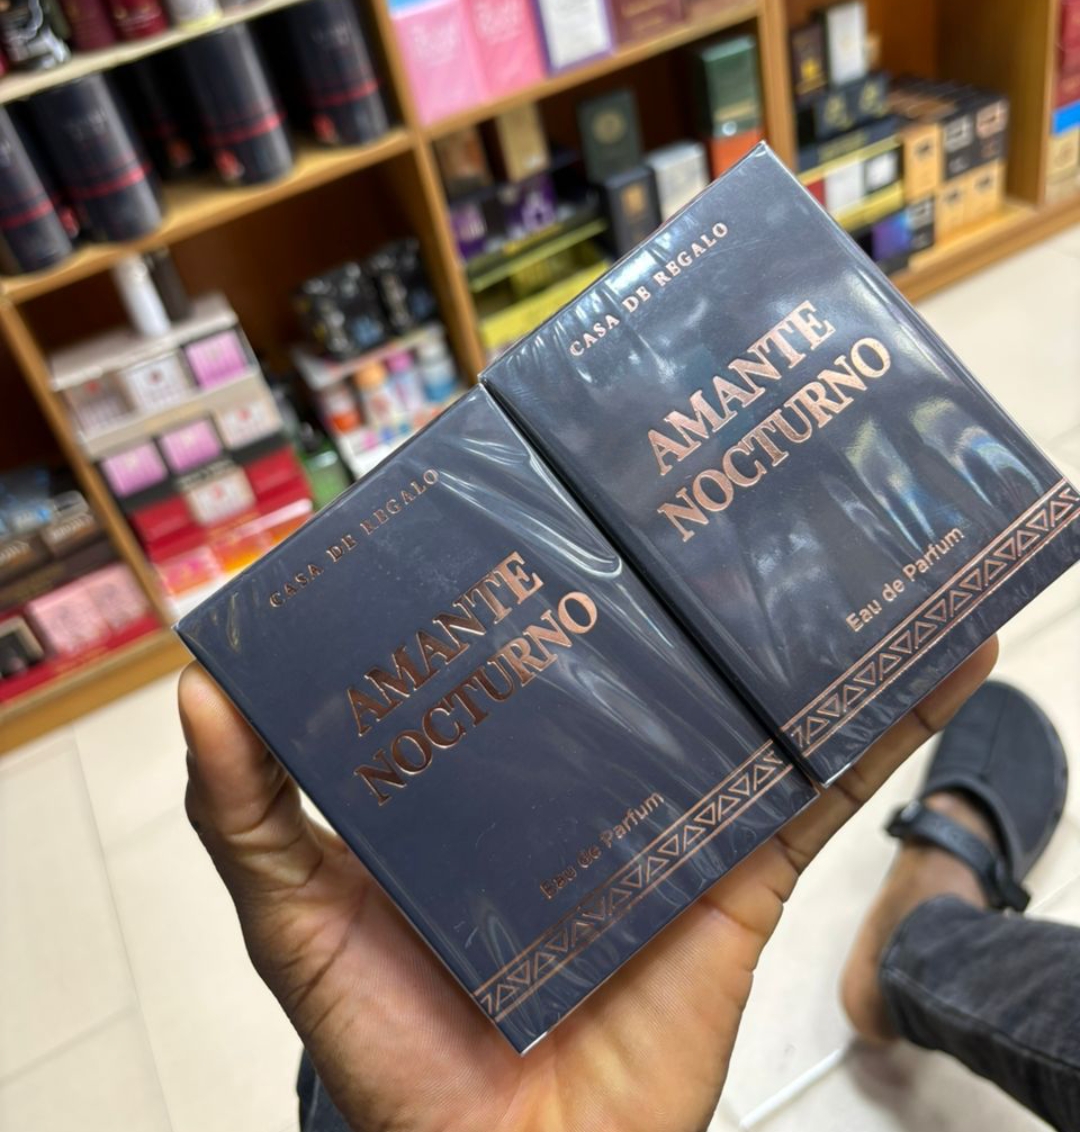 CASA DE REGALO
AMANTE
NOCTURNO
Eau de Parfum
CASA DE REGALO
AMANTE
NOCTURNO
Eau de Parfum